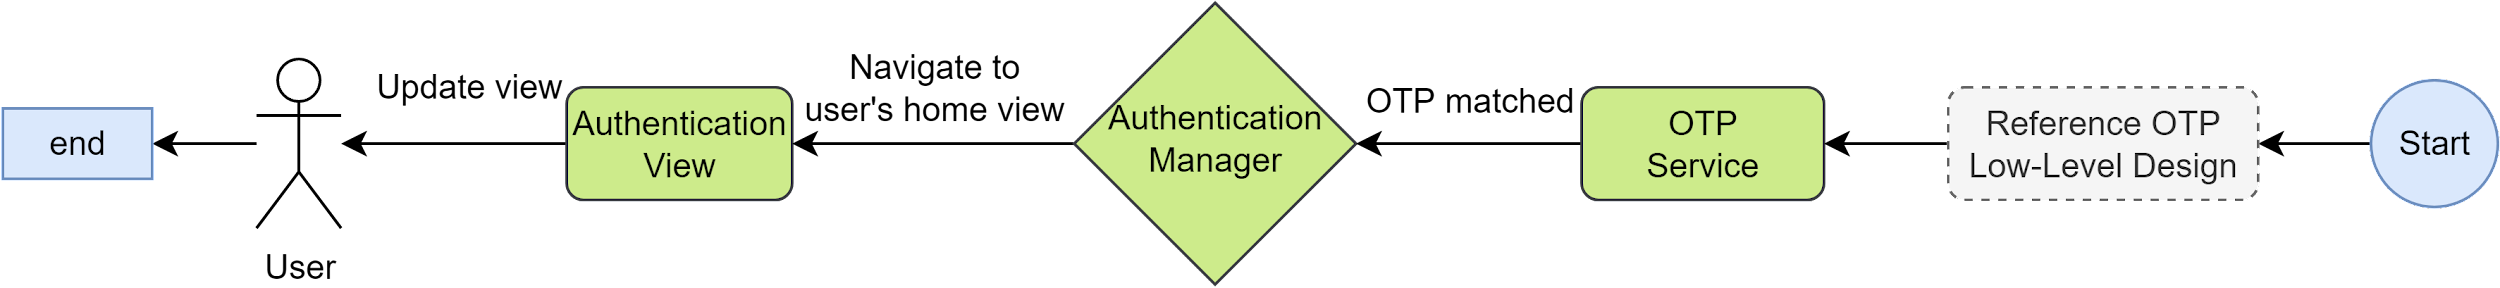 end
User
Update view
Authentication
View
Navigate to
user's home view
Authentication
Manager
OTP matched
OTP
Service
Reference OTP
Low-Level Design
Start